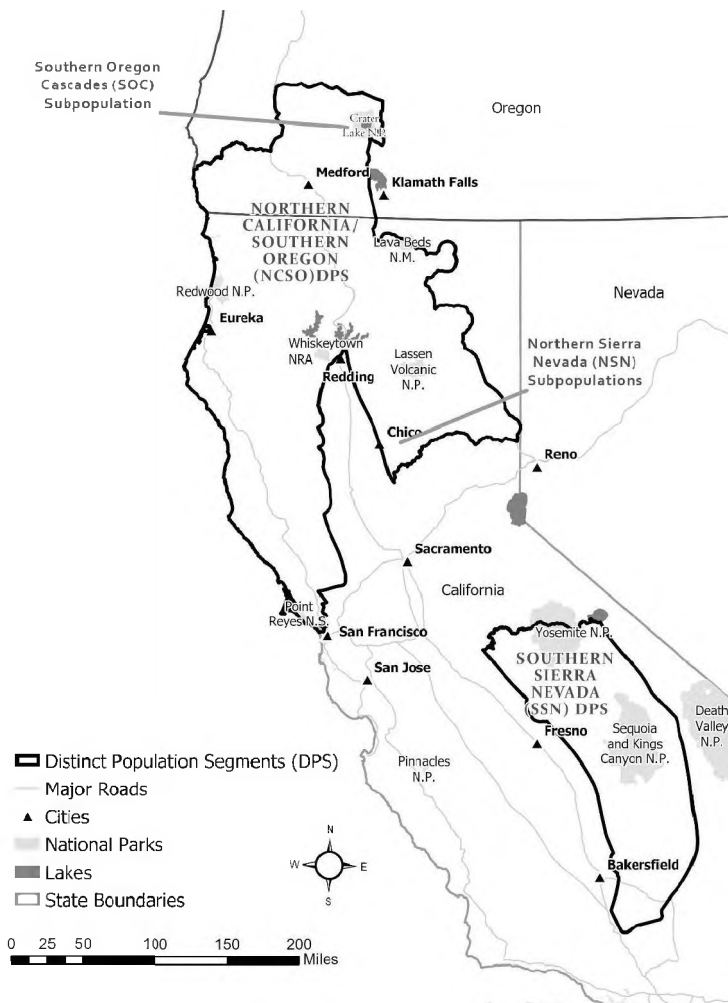 Southern Oregon
Cascades (SOC)
Subpopulation
Oregon
Crater
Lake N.P.
Medford
Klamath Falls
NORTHERN
CALIFORNIA/
SOUTHERN
OREGON
(NCSO)DPS
Lava Beds
N.M.
Redwood N.P.
Nevada
Eureka
Whiskeytown
NRA
Redding
Lassen
Volcanic
N.P.
Northern Sierra
Nevada (NSN)
Subpopulations
Chico
Reno
Sacramento
California
Point
Reyes N.S.
San Francisco
Yosemite N.P.
San Jose
SOUTHERN
SIERRA
NEVADA
(SSN) DPS
Death
Valley
N.P.
Fresno
Sequoia
and Kings
Canyon N.P.
Pinnacles
N.P.
Distinct Population Segments (DPS)
Major Roads
Cities
National Parks
Lakes
State Boundaries
N
W
E
S
Bakersfield
0 25 50 100 150 200
Miles